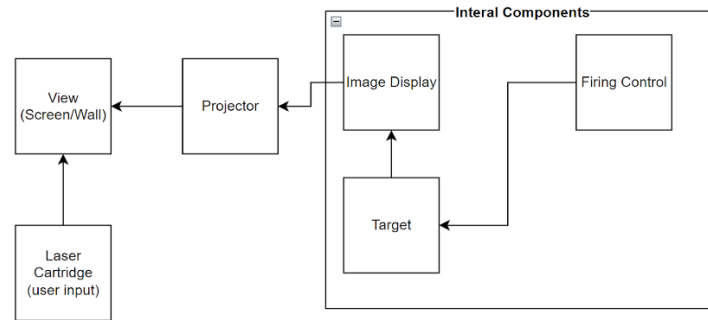 Interal Components
View
(Screen/Wall)
Projector
Image Display
Firing Control
Target
Laser
Cartridge
(user input)